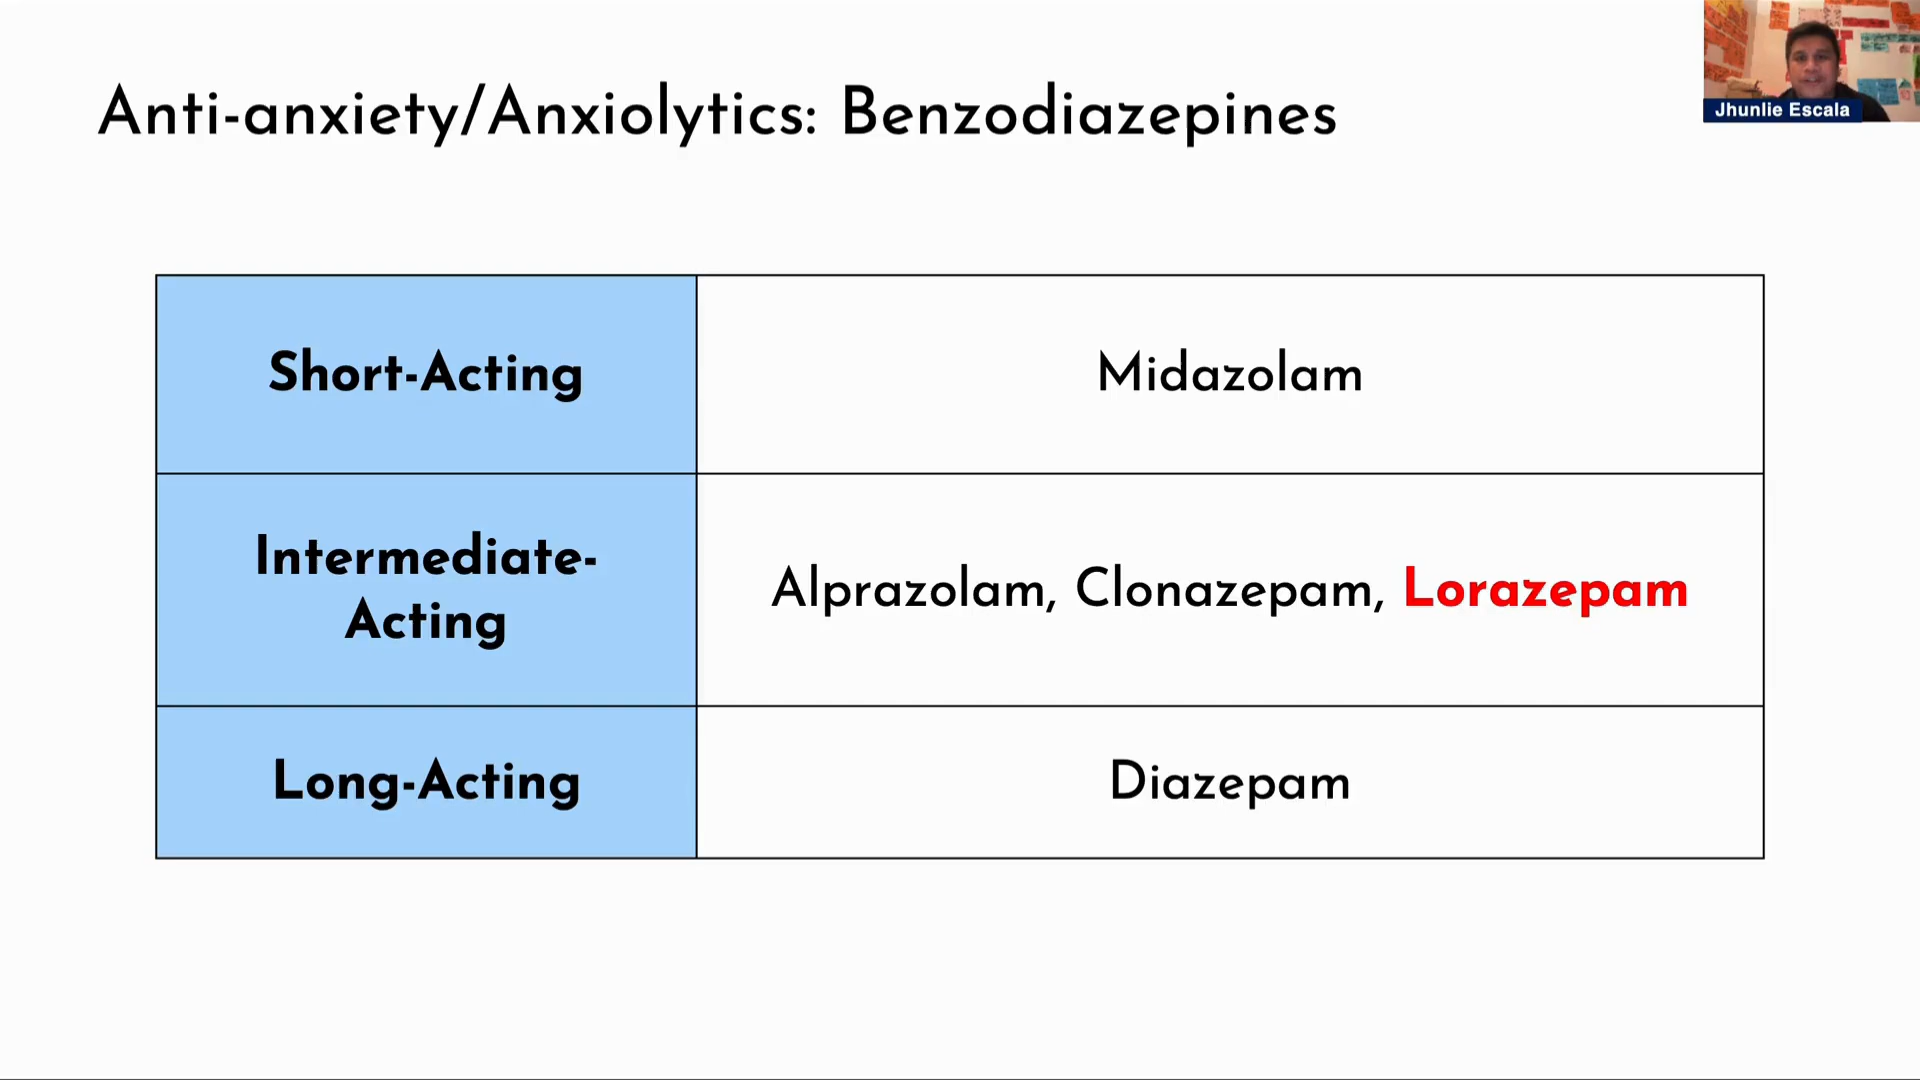 Anti-anxiety/Anxiolytics: Benzodiazepines
Jhunlie Escala
Short-Acting
Midazolam
Intermediate-
Acting
Alprazolam, Clonazepam, Lorazepam
Long-Acting
Diazepam